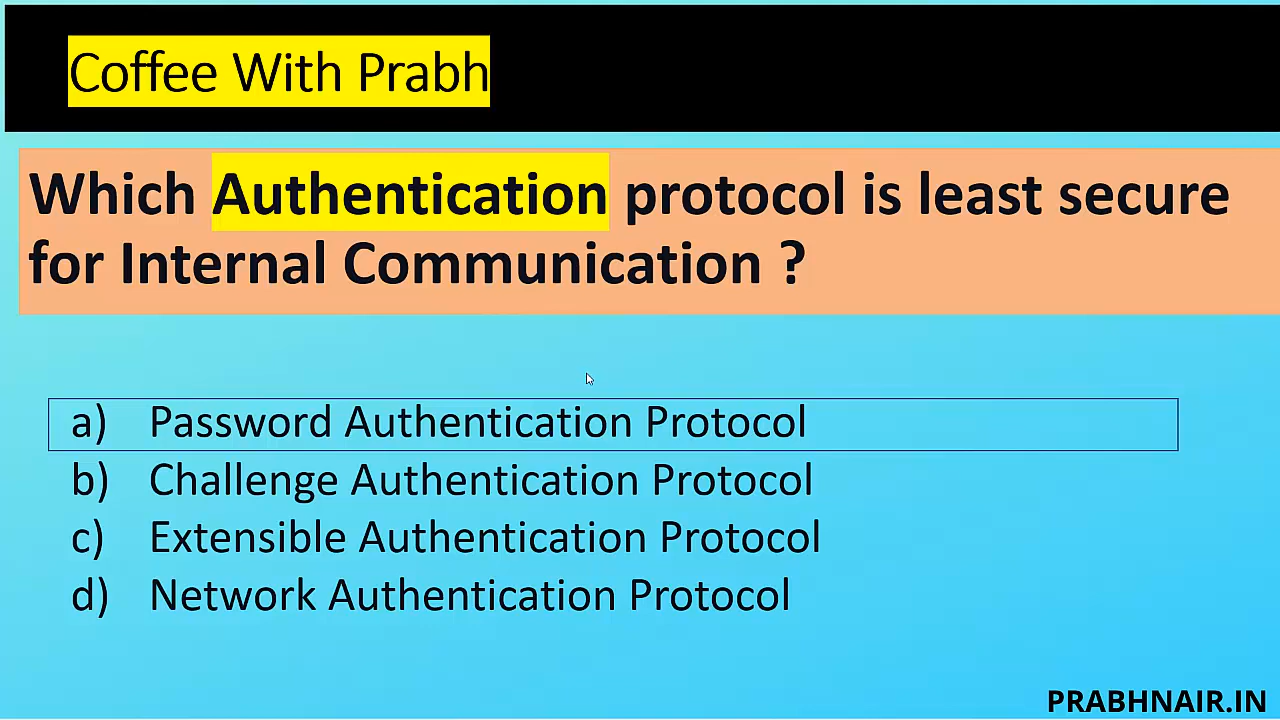 Coffee With Prabh
Which Authentication protocol is least secure
for Internal Communication ?
a) Password Authentication Protocol
b) Challenge Authentication Protocol
c) Extensible Authentication Protocol
d) Network Authentication Protocol
PRABHNAIR.IN